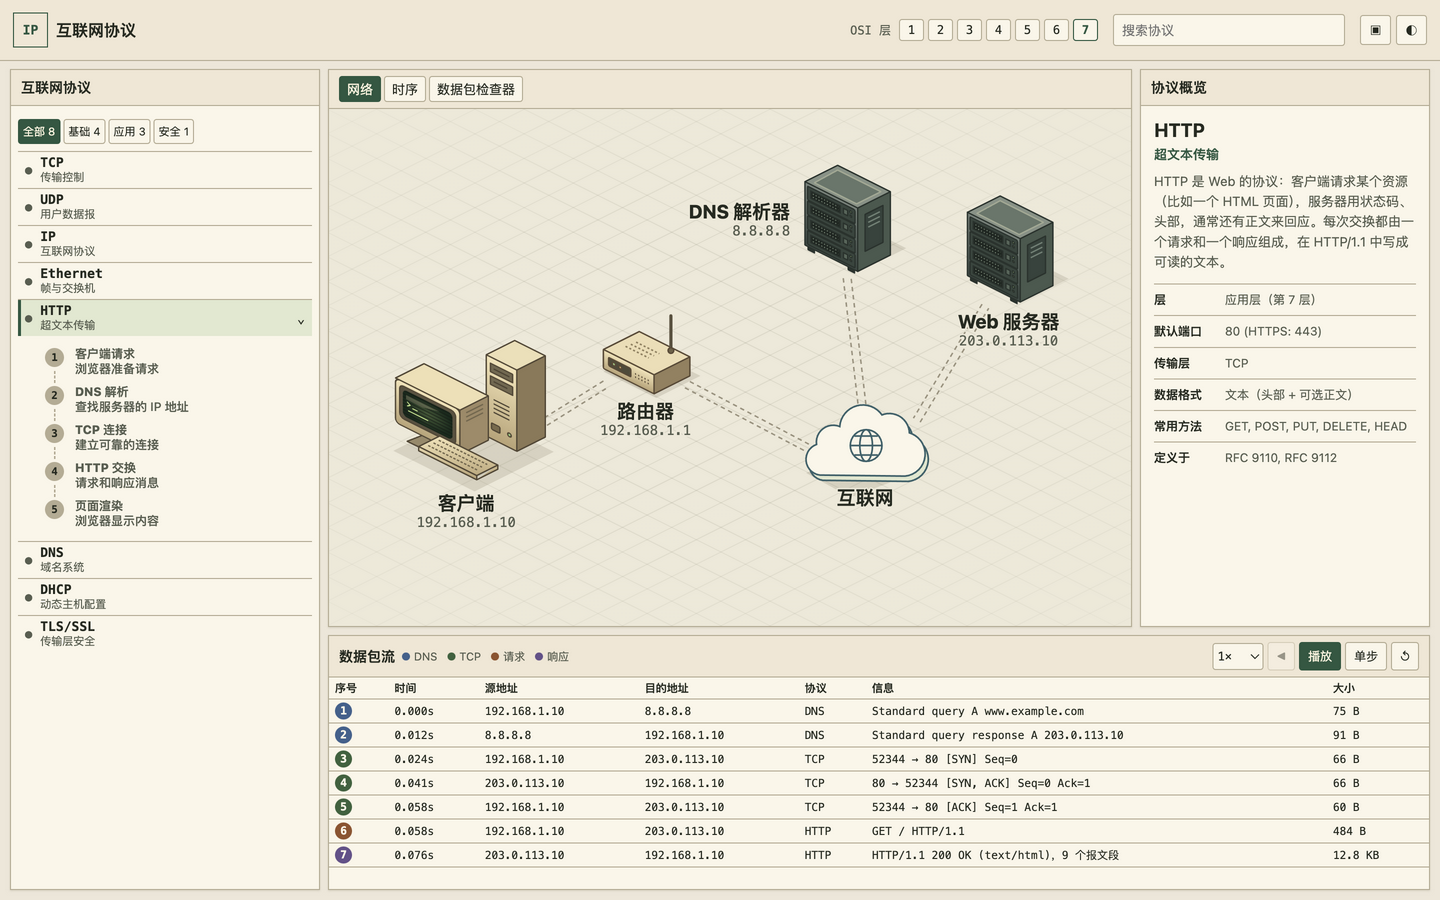 IP 互联网协议
OSI 层 1 2 3 4 5 6 7
搜索协议
互联网协议
全部 8 基础 4 应用 3 安全 1
TCP
传输控制
UDP
用户数据报
IP
互联网协议
Ethernet
帧与交换机
HTTP
超文本传输
1 客户端请求
浏览器准备请求
2 DNS 解析
查找服务器的 IP 地址
3 TCP 连接
建立可靠的连接
4 HTTP 交换
请求和响应消息
5 页面渲染
浏览器显示内容
DNS
域名系统
DHCP
动态主机配置
TLS/SSL
传输层安全
网络 时序 数据包检查器
DNS 解析器
8.8.8.8
Web 服务器
203.0.113.10
路由器
192.168.1.1
客户端
192.168.1.10
互联网
协议概览
HTTP
超文本传输
HTTP 是 Web 的协议：客户端请求某个资源
（比如一个 HTML 页面），服务器用状态码、
头部，通常还有正文来回应。每次交换都由一
个请求和一个响应组成，在 HTTP/1.1 中写成
可读的文本。
层 应用层（第 7 层）
默认端口 80 (HTTPS: 443)
传输层 TCP
数据格式 文本（头部 + 可选正文）
常用方法 GET, POST, PUT, DELETE, HEAD
定义于 RFC 9110, RFC 9112
数据包流 DNS TCP 请求 响应
1× 播放 单步
序号 时间 源地址 目的地址 协议 信息 大小
1 0.000s 192.168.1.10 8.8.8.8 DNS Standard query A www.example.com 75 B
2 0.012s 8.8.8.8 192.168.1.10 DNS Standard query response A 203.0.113.10 91 B
3 0.024s 192.168.1.10 203.0.113.10 TCP 52344 → 80 [SYN] Seq=0 66 B
4 0.041s 203.0.113.10 192.168.1.10 TCP 80 → 52344 [SYN, ACK] Seq=0 Ack=1 66 B
5 0.058s 192.168.1.10 203.0.113.10 TCP 52344 → 80 [ACK] Seq=1 Ack=1 60 B
6 0.058s 192.168.1.10 203.0.113.10 HTTP GET / HTTP/1.1 484 B
7 0.076s 203.0.113.10 192.168.1.10 HTTP HTTP/1.1 200 OK (text/html)，9 个报文段 12.8 KB